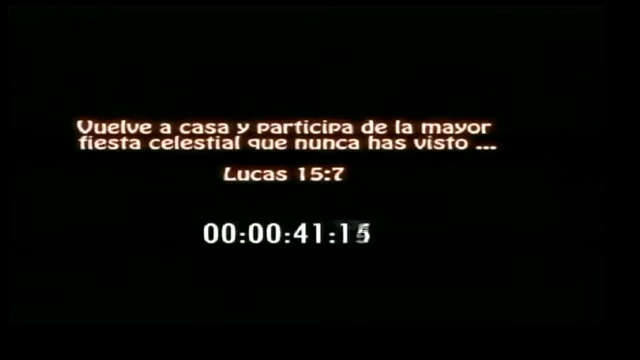 Vuelve a casa y participa de la mayor
fiesta celestial que nunca has visto ...
Lucas 15:7
00:00:41:15